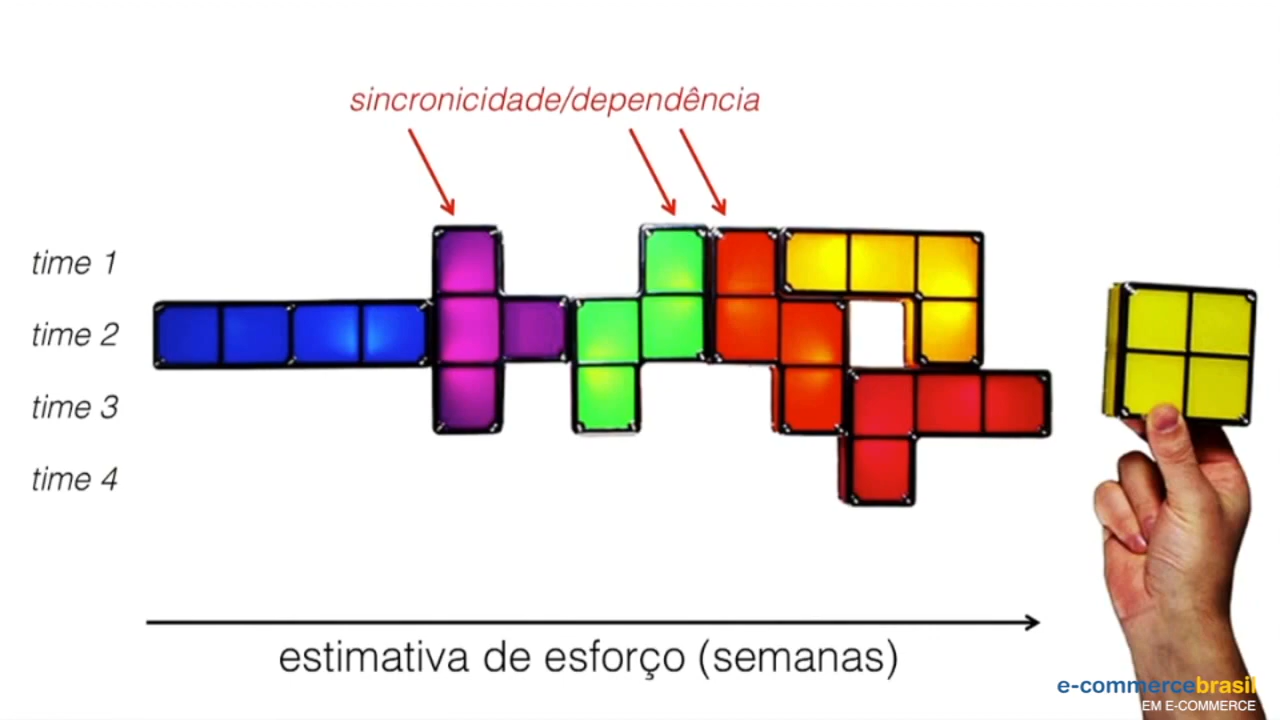 sincronicidade/dependência
time 1
time 2
time 3
time 4
estimativa de esforço (semanas)
e-commercebrasil
EM E-COMMERCE